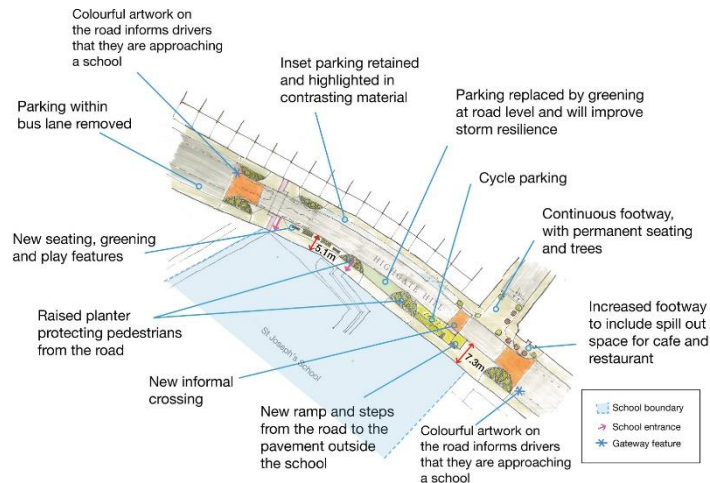 Colourful artwork on
the road informs drivers
that they are approaching
a school
Inset parking retained
and highlighted in
contrasting material
Parking replaced by greening
at road level and will improve
storm resilience
Parking within
bus lane removed
Cycle parking
Continuous footway,
with permanent seating
and trees
New seating, greening
and play features
5.1m
HIGHGATE HILL
Raised planter
protecting pedestrians
from the road
St Joseph's School
Increased footway
to include spill out
space for cafe and
restaurant
7.3m
New informal
crossing
New ramp and steps
from the road to the
pavement outside
the school
Colourful artwork on
the road informs drivers
that they are approaching
a school
School boundary
School entrance
Gateway feature